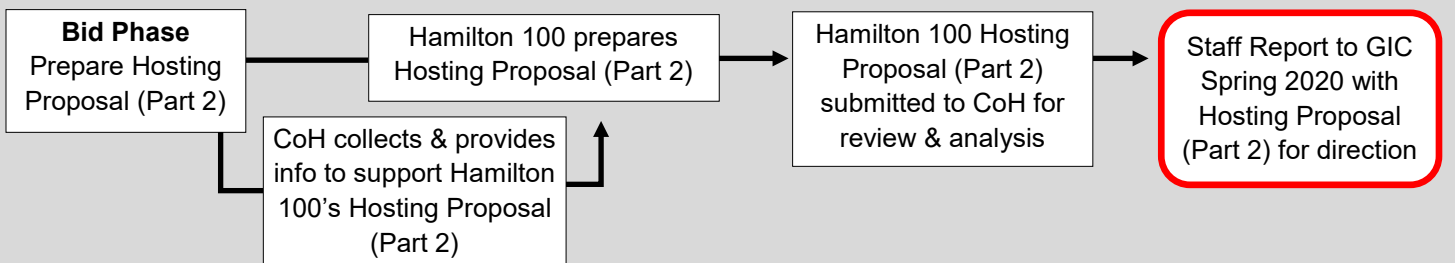 Bid Phase
Prepare Hosting
Proposal (Part 2)
Hamilton 100 prepares
Hosting Proposal (Part 2)
CoH collects & provides
info to support Hamilton
100’s Hosting Proposal
(Part 2)
Hamilton 100 Hosting
Proposal (Part 2)
submitted to CoH for
review & analysis
Staff Report to GIC
Spring 2020 with
Hosting Proposal
(Part 2) for direction